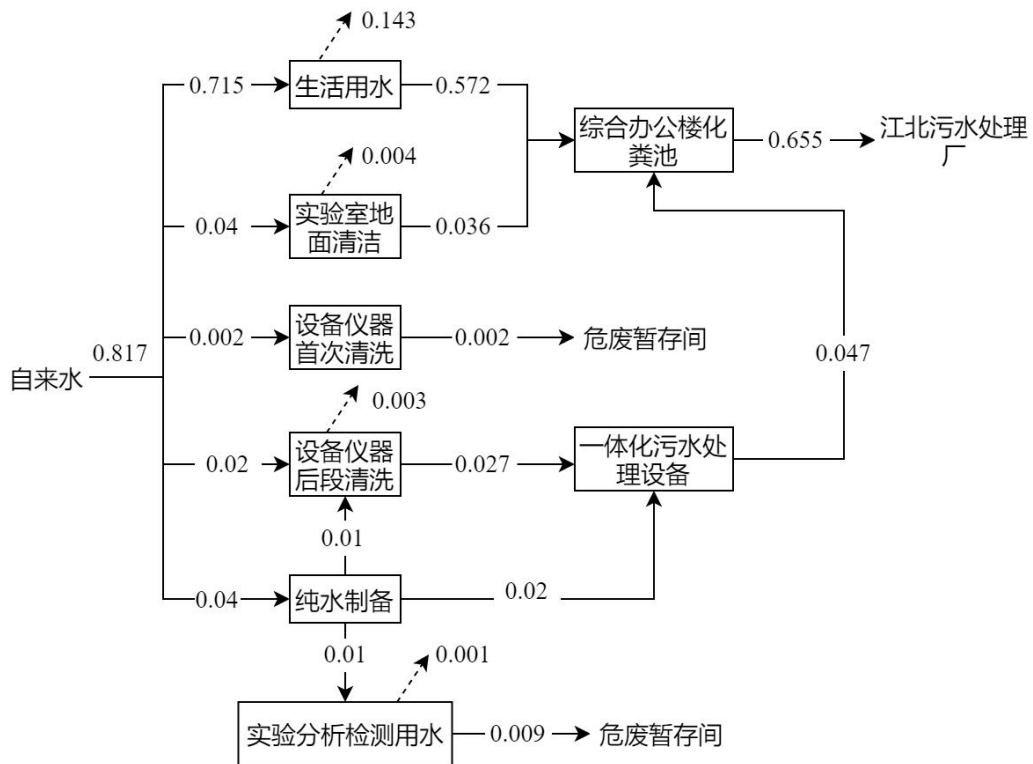 0.143
0.715
生活用水
0.572
综合办公楼化
粪池
0.655
江北污水处理
厂
0.004
0.04
实验室地
面清洁
0.036
0.002
设备仪器
首次清洗
0.002
危废暂存间
0.047
自来水
0.817
0.003
0.02
设备仪器
后段清洗
0.027
一体化污水处
理设备
0.01
0.04
纯水制备
0.02
0.01
0.001
实验分析检测用水
0.009
危废暂存间